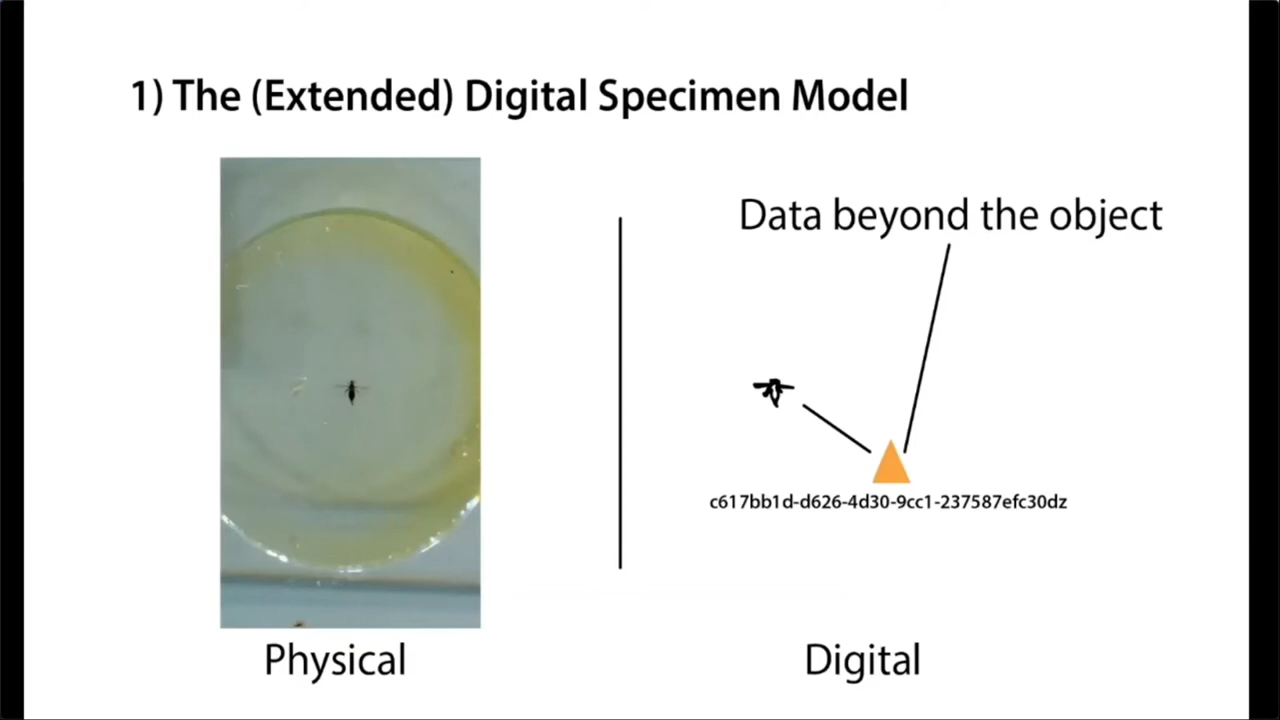 1) The (Extended) Digital Specimen Model
Data beyond the object
c617bb1d-d626-4d30-9cc1-237587efc30dz
Physical
Digital